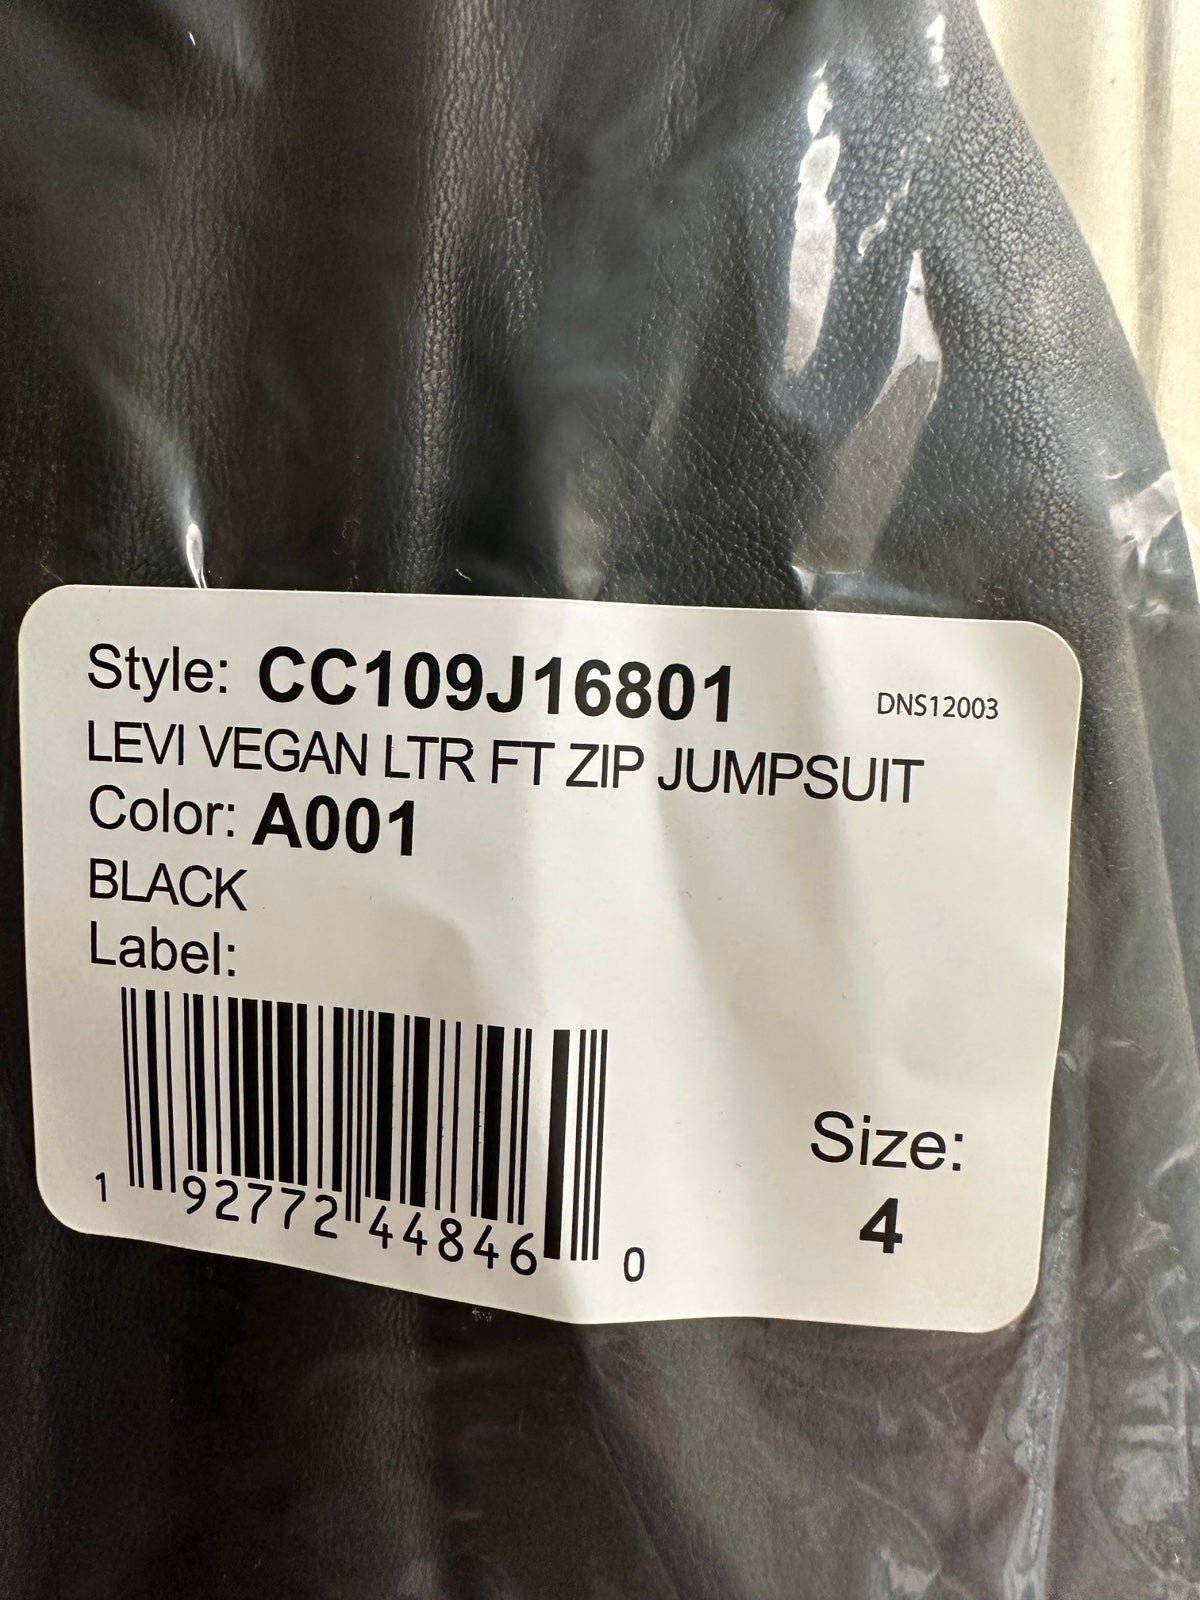 Style: CC109J16801 DNS12003
LEVI VEGAN LTR FT ZIP JUMPSUIT
Color: A001
BLACK
Label:
1 92772 44846 0
Size:
4